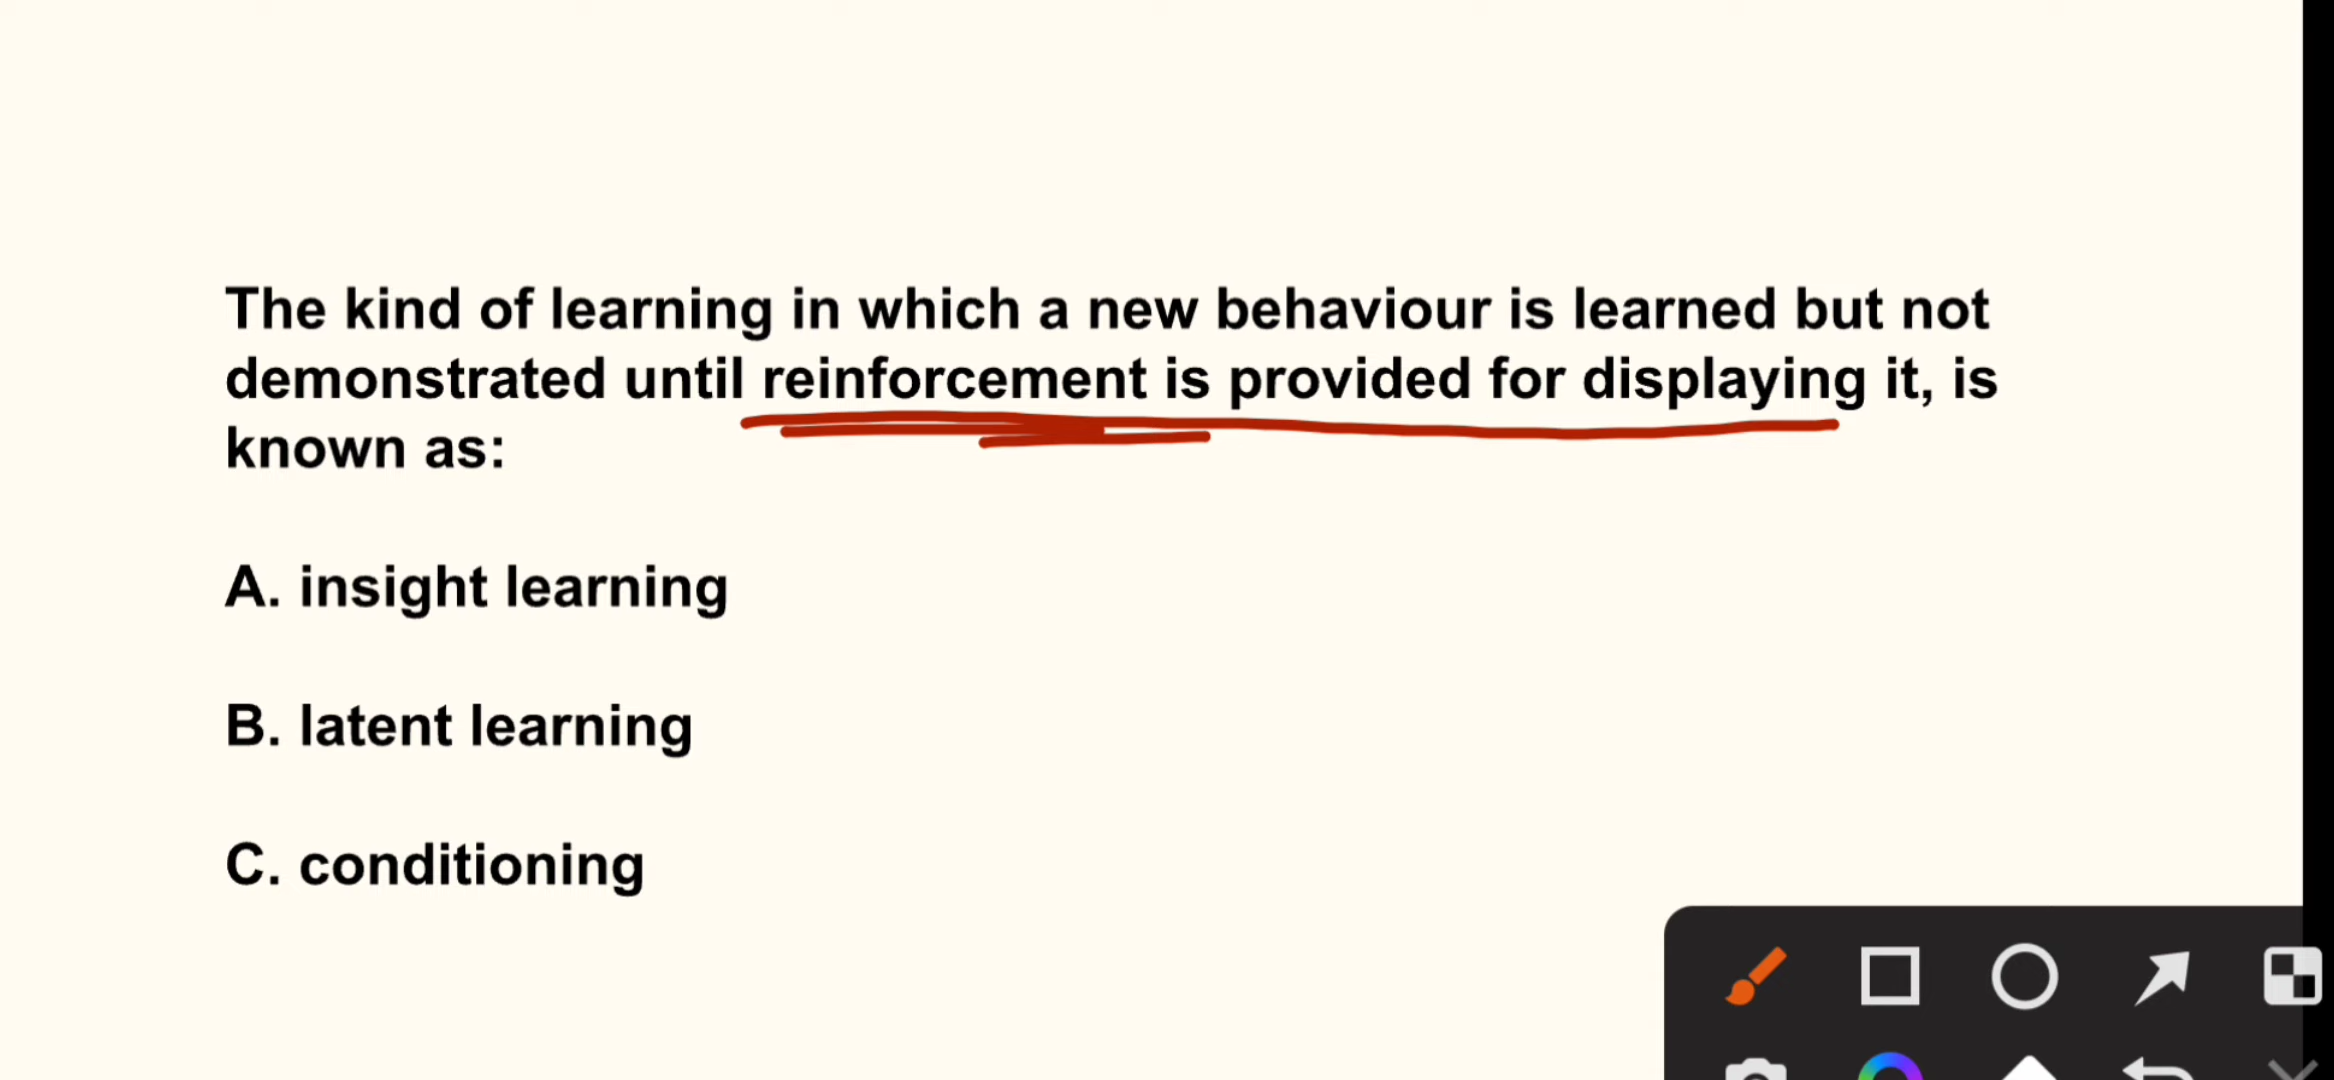 The kind of learning in which a new behaviour is learned but not
demonstrated until reinforcement is provided for displaying it, is
known as:
A. insight learning
B. latent learning
C. conditioning